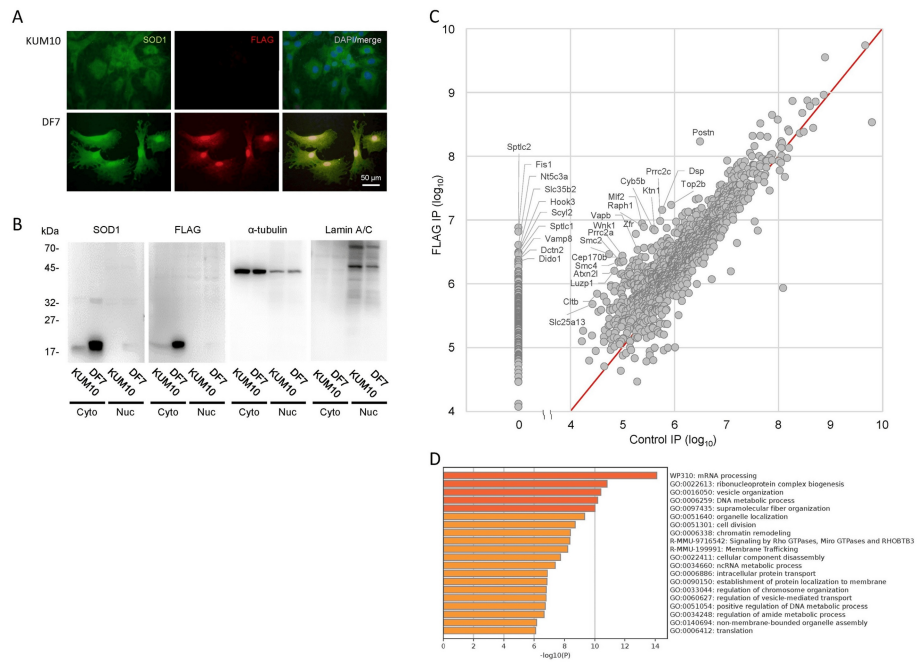 A
KUM10
SOD1
FLAG
DAPI/merge
DF7
50 µm
B
kDa
SOD1
FLAG
α-tubulin
Lamin A/C
70-
45-
32-
27-
17-
KUM10
DF7
KUM10
DF7
KUM10
DF7
KUM10
DF7
KUM10
DF7
KUM10
DF7
KUM10
DF7
KUM10
DF7
Cyto
Nuc
Cyto
Nuc
Cyto
Nuc
Cyto
Nuc
C
10
9
8
7
6
5
4
FLAG IP (log10)
Sptlc2
Fis1
Nt5c3a
Slc35b2
Hook3
Scyl2
Sptlc1
Vamp8
Dctn2
Dido1
Postn
Prrc2c
Dsp
Cyb5b
Ktn1
Top2b
Mlf2
Raph1
Vapb
Wnk1
Zfr
Prrc2a
Smc2
Cep170b
Smc4
Atxn2l
Luzp1
Cltb
Slc25a13
0
4
5
6
7
8
9
10
Control IP (log10)
D
WP310: mRNA processing
GO:0022613: ribonucleoprotein complex biogenesis
GO:0016050: vesicle organization
GO:0006259: DNA metabolic process
GO:0097435: supramolecular fiber organization
GO:0051640: organelle localization
GO:0051301: cell division
GO:0006338: chromatin remodeling
R-MMU-9716542: Signaling by Rho GTPases, Miro GTPases and RHOBTB3
R-MMU-199991: Membrane Trafficking
GO:0022411: cellular component disassembly
GO:0034660: ncRNA metabolic process
GO:0006886: intracellular protein transport
GO:0090150: establishment of protein localization to membrane
GO:0033044: regulation of chromosome organization
GO:0060627: regulation of vesicle-mediated transport
GO:0051054: positive regulation of DNA metabolic process
GO:0034248: regulation of amide metabolic process
GO:0140694: non-membrane-bounded organelle assembly
GO:0006412: translation
0
2
4
6
8
10
12
14
-log10(P)